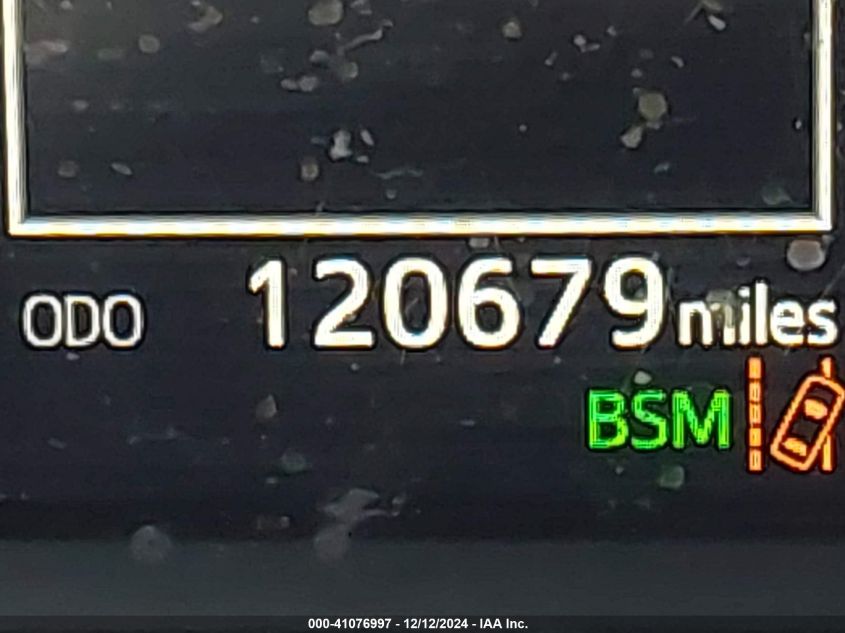 ODO 120679 miles
BSM
000-41076997 - 12/12/2024 - IAA Inc.